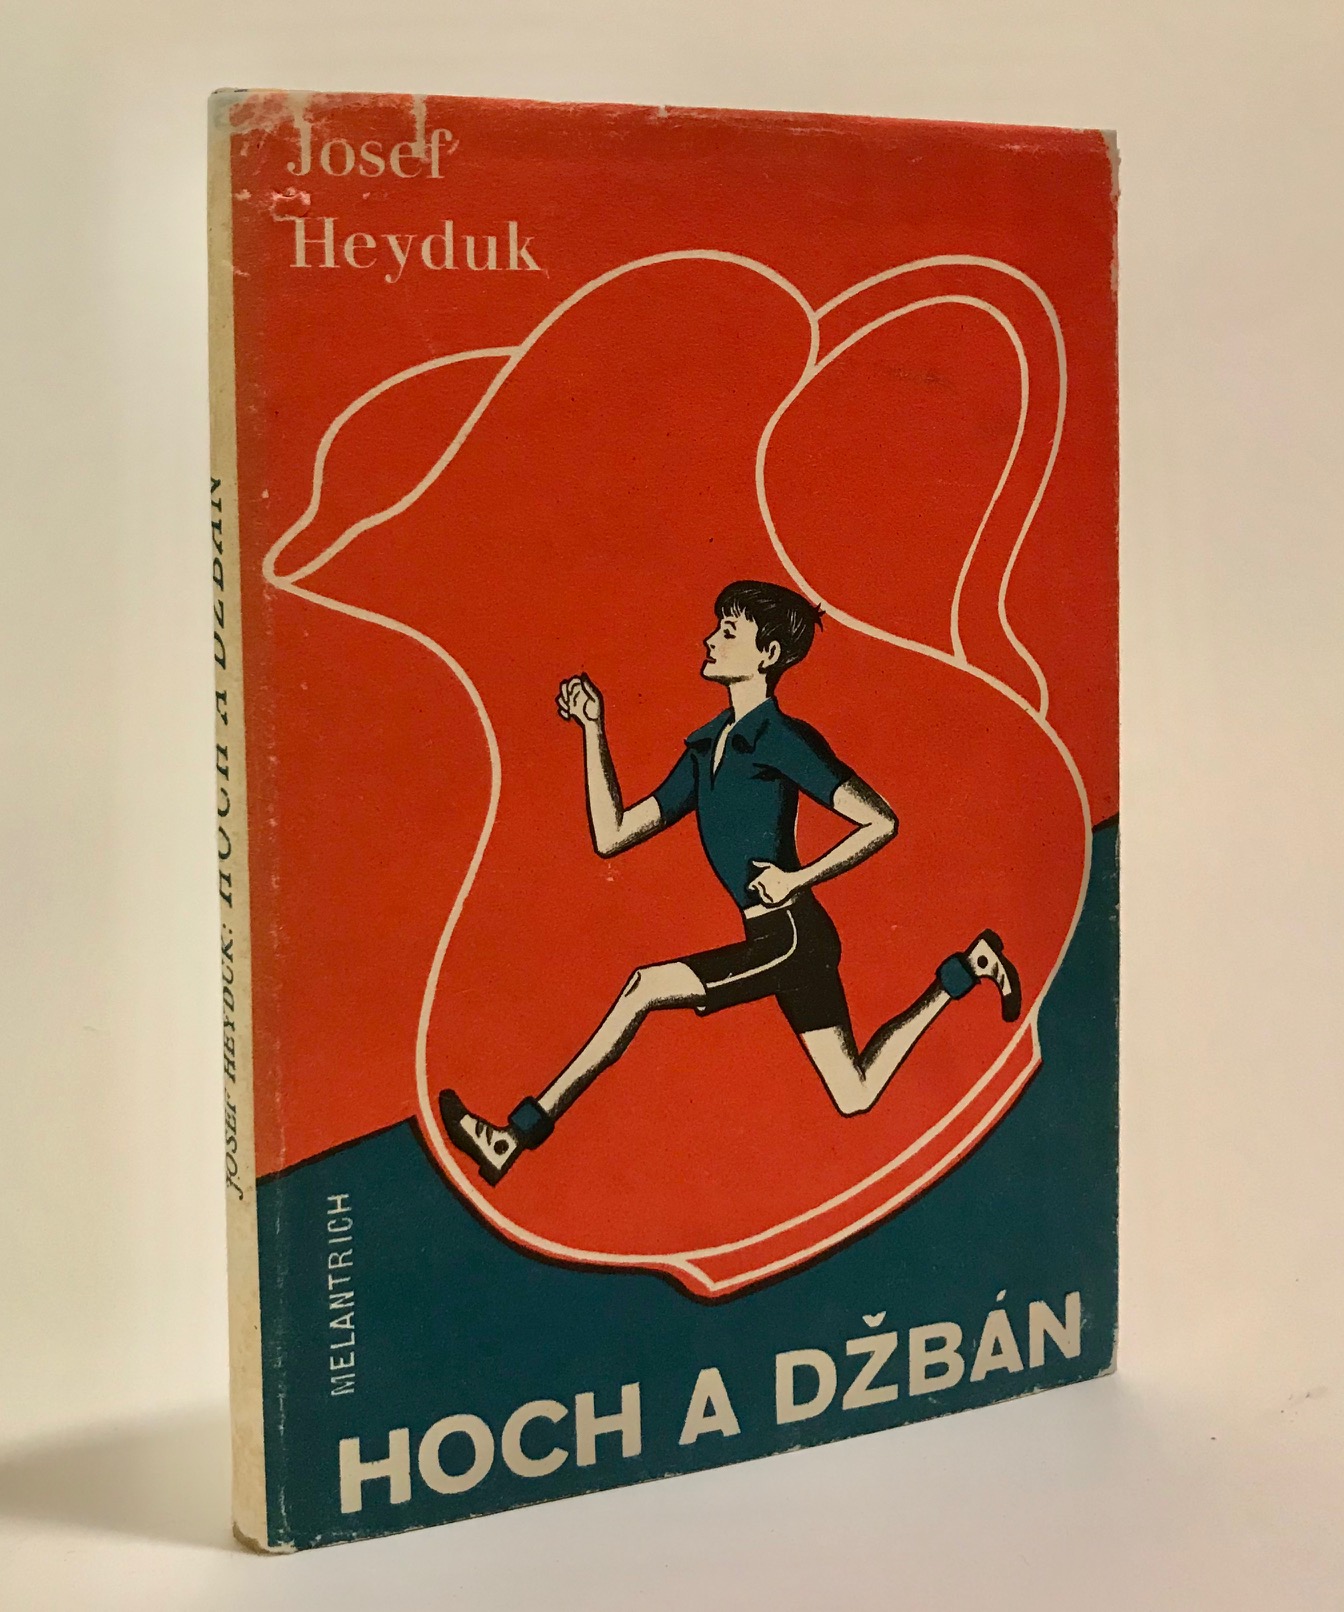 Josef
Heyduk
MELANTRICH
HOCH A DŽBÁN
JOSEF HEYDUK: HOCH A DŽBÁN